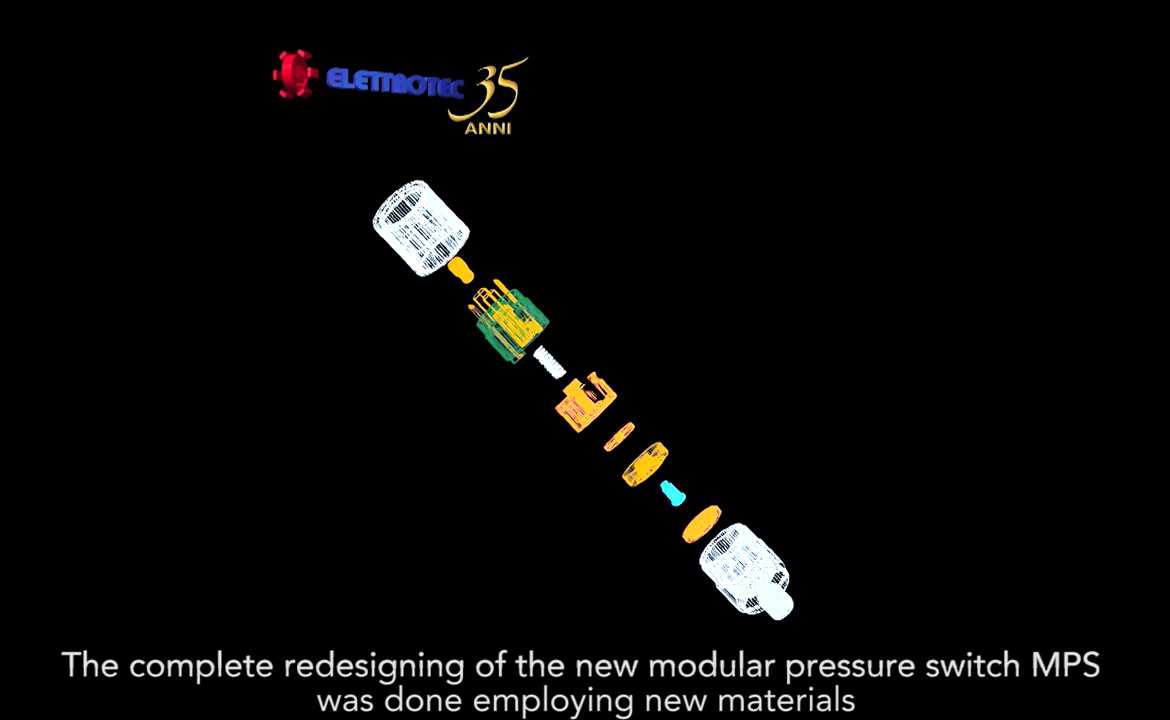 ELETTROTEC 35
ANNI
The complete redesigning of the new modular pressure switch MPS
was done employing new materials